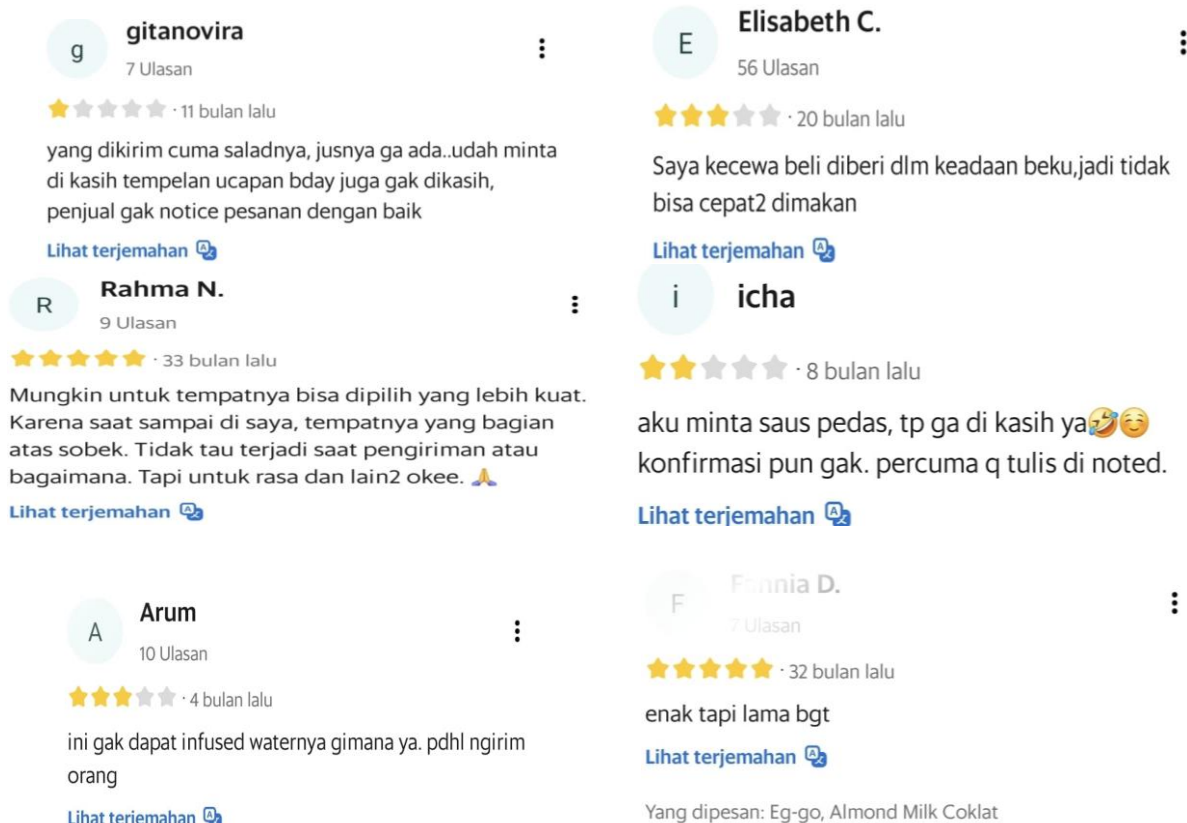 g
gitanovira
7 Ulasan
· 11 bulan lalu
yang dikirim cuma saladnya, jusnya ga ada..udah minta
di kasih tempelan ucapan bday juga gak dikasih,
penjual gak notice pesanan dengan baik
Lihat terjemahan
E
Elisabeth C.
56 Ulasan
· 20 bulan lalu
Saya kecewa beli diberi dlm keadaan beku,jadi tidak
bisa cepat2 dimakan
Lihat terjemahan
R
Rahma N.
9 Ulasan
· 33 bulan lalu
Mungkin untuk tempatnya bisa dipilih yang lebih kuat.
Karena saat sampai di saya, tempatnya yang bagian
atas sobek. Tidak tau terjadi saat pengiriman atau
bagaimana. Tapi untuk rasa dan lain2 okee. 🙏
Lihat terjemahan
i
icha
· 8 bulan lalu
aku minta saus pedas, tp ga di kasih ya🤣☺️
konfirmasi pun gak. percuma q tulis di noted.
Lihat terjemahan
A
Arum
10 Ulasan
· 4 bulan lalu
ini gak dapat infused waternya gimana ya. pdhl ngirim
orang
Lihat terjemahan
F
Fannia D.
7 Ulasan
· 32 bulan lalu
enak tapi lama bgt
Lihat terjemahan
Yang dipesan: Eg-go, Almond Milk Coklat